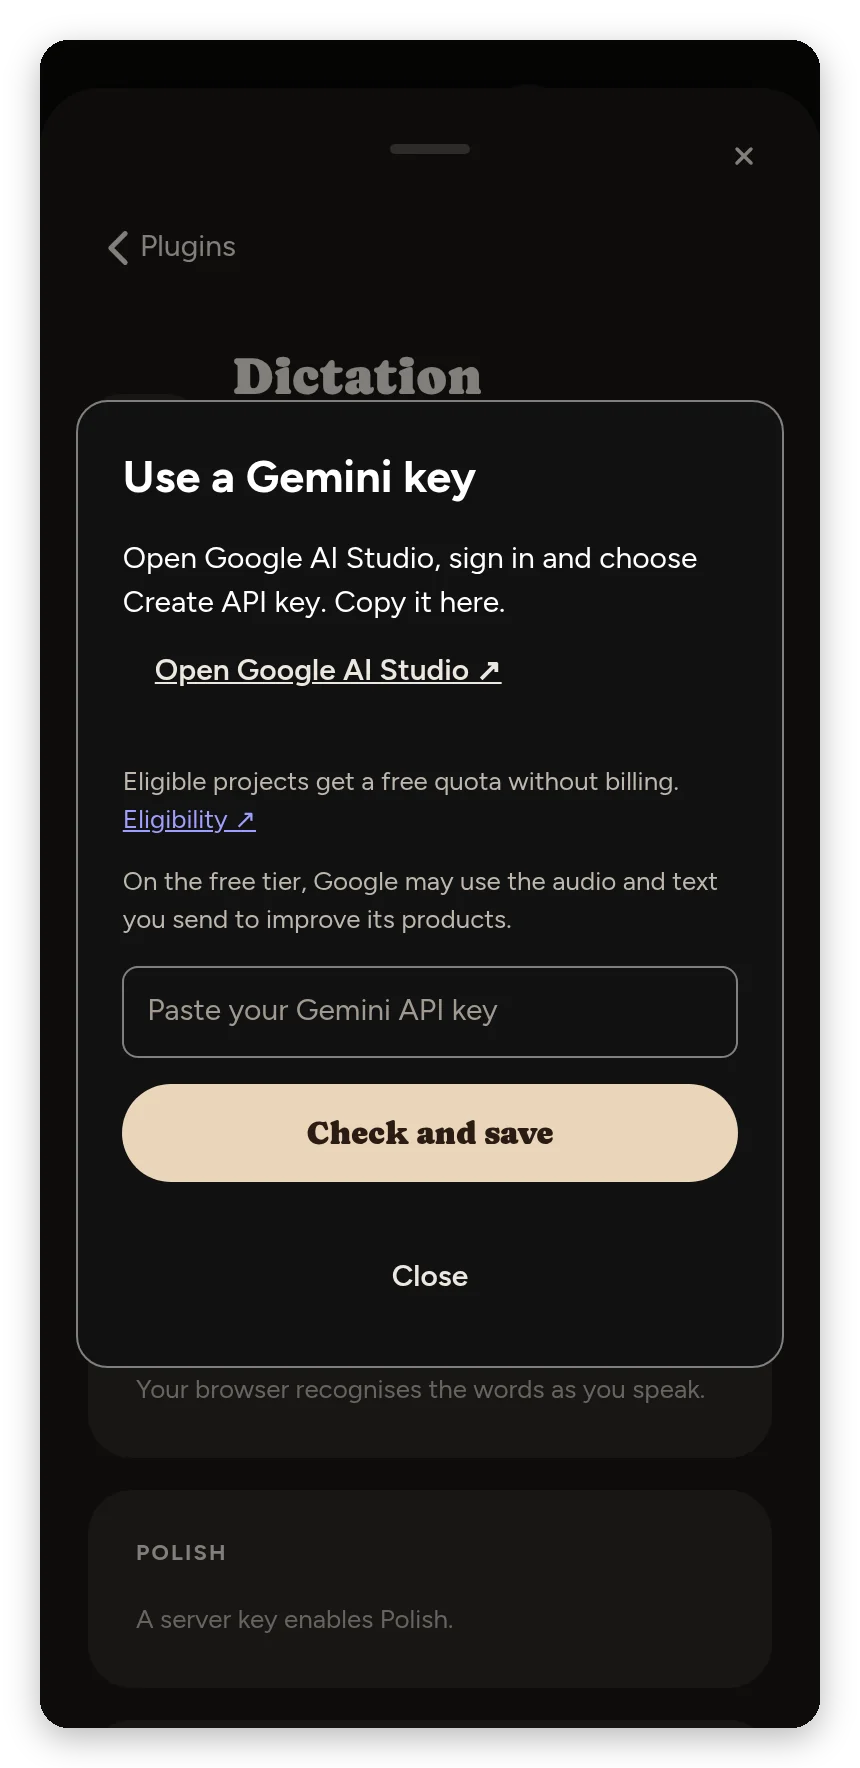 Plugins
Dictation
Use a Gemini key
Open Google AI Studio, sign in and choose
Create API key. Copy it here.
Open Google AI Studio ↗
Eligible projects get a free quota without billing.
Eligibility ↗
On the free tier, Google may use the audio and text
you send to improve its products.
Paste your Gemini API key
Check and save
Close
Your browser recognises the words as you speak.
POLISH
A server key enables Polish.